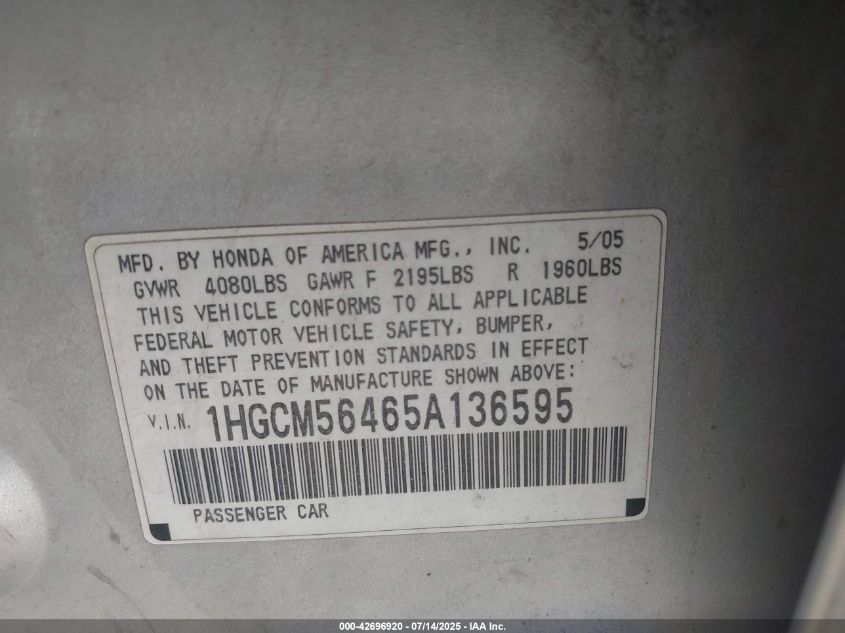 MFD. BY HONDA OF AMERICA MFG., INC. 5/05
GVWR 4080LBS GAWR F 2195LBS R 1960LBS
THIS VEHICLE CONFORMS TO ALL APPLICABLE
FEDERAL MOTOR VEHICLE SAFETY, BUMPER,
AND THEFT PREVENTION STANDARDS IN EFFECT
ON THE DATE OF MANUFACTURE SHOWN ABOVE:
V.I.N. 1HGCM56465A136595
PASSENGER CAR
000-42696920 - 07/14/2025 - IAA Inc.